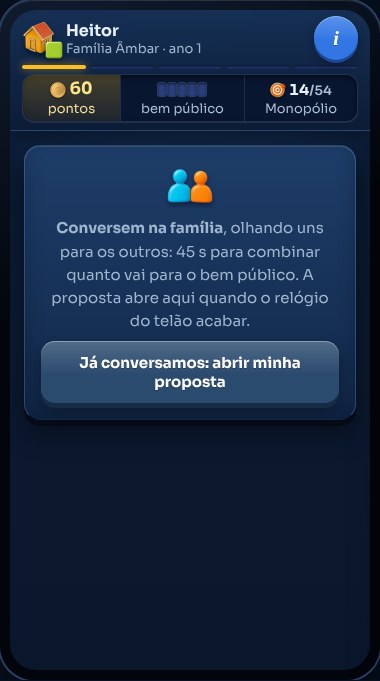 Heitor
Família Âmbar · ano 1
i
60
pontos
bem público
14/54
Monopólio
Conversem na família, olhando uns
para os outros: 45 s para combinar
quanto vai para o bem público. A
proposta abre aqui quando o relógio
do telão acabar.
Já conversamos: abrir minha
proposta